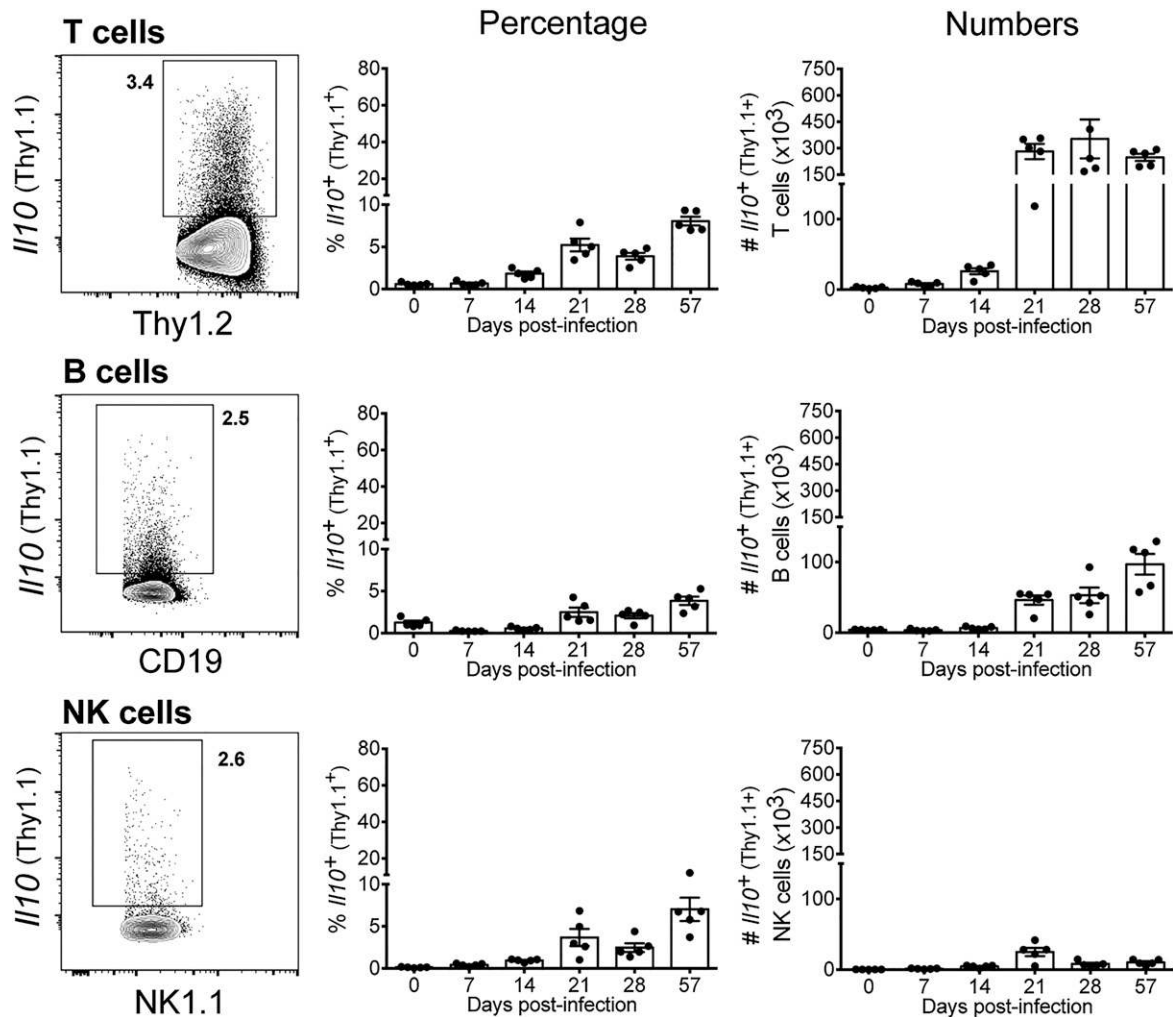 T cells
Percentage
Numbers
3.4
Il10 (Thy1.1)
Thy1.2
% Il10+ (Thy1.1+)
80
60
40
20
10
5
0
0 7 14 21 28 57
Days post-infection
# Il10+ (Thy1.1+)
T cells (x10³)
750
600
450
300
150
100
0
0 7 14 21 28 57
Days post-infection
B cells
2.5
Il10 (Thy1.1)
CD19
% Il10+ (Thy1.1+)
80
60
40
20
10
5
0
0 7 14 21 28 57
Days post-infection
# Il10+ (Thy1.1+)
B cells (x10³)
750
600
450
300
150
100
0
0 7 14 21 28 57
Days post-infection
NK cells
2.6
Il10 (Thy1.1)
NK1.1
% Il10+ (Thy1.1+)
80
60
40
20
10
5
0
0 7 14 21 28 57
Days post-infection
# Il10+ (Thy1.1+)
NK cells (x10³)
750
600
450
300
150
100
0
0 7 14 21 28 57
Days post-infection